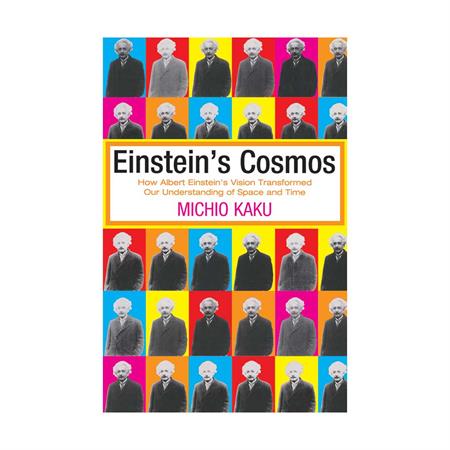 Einstein's Cosmos
How Albert Einstein's Vision Transformed
Our Understanding of Space and Time
MICHIO KAKU